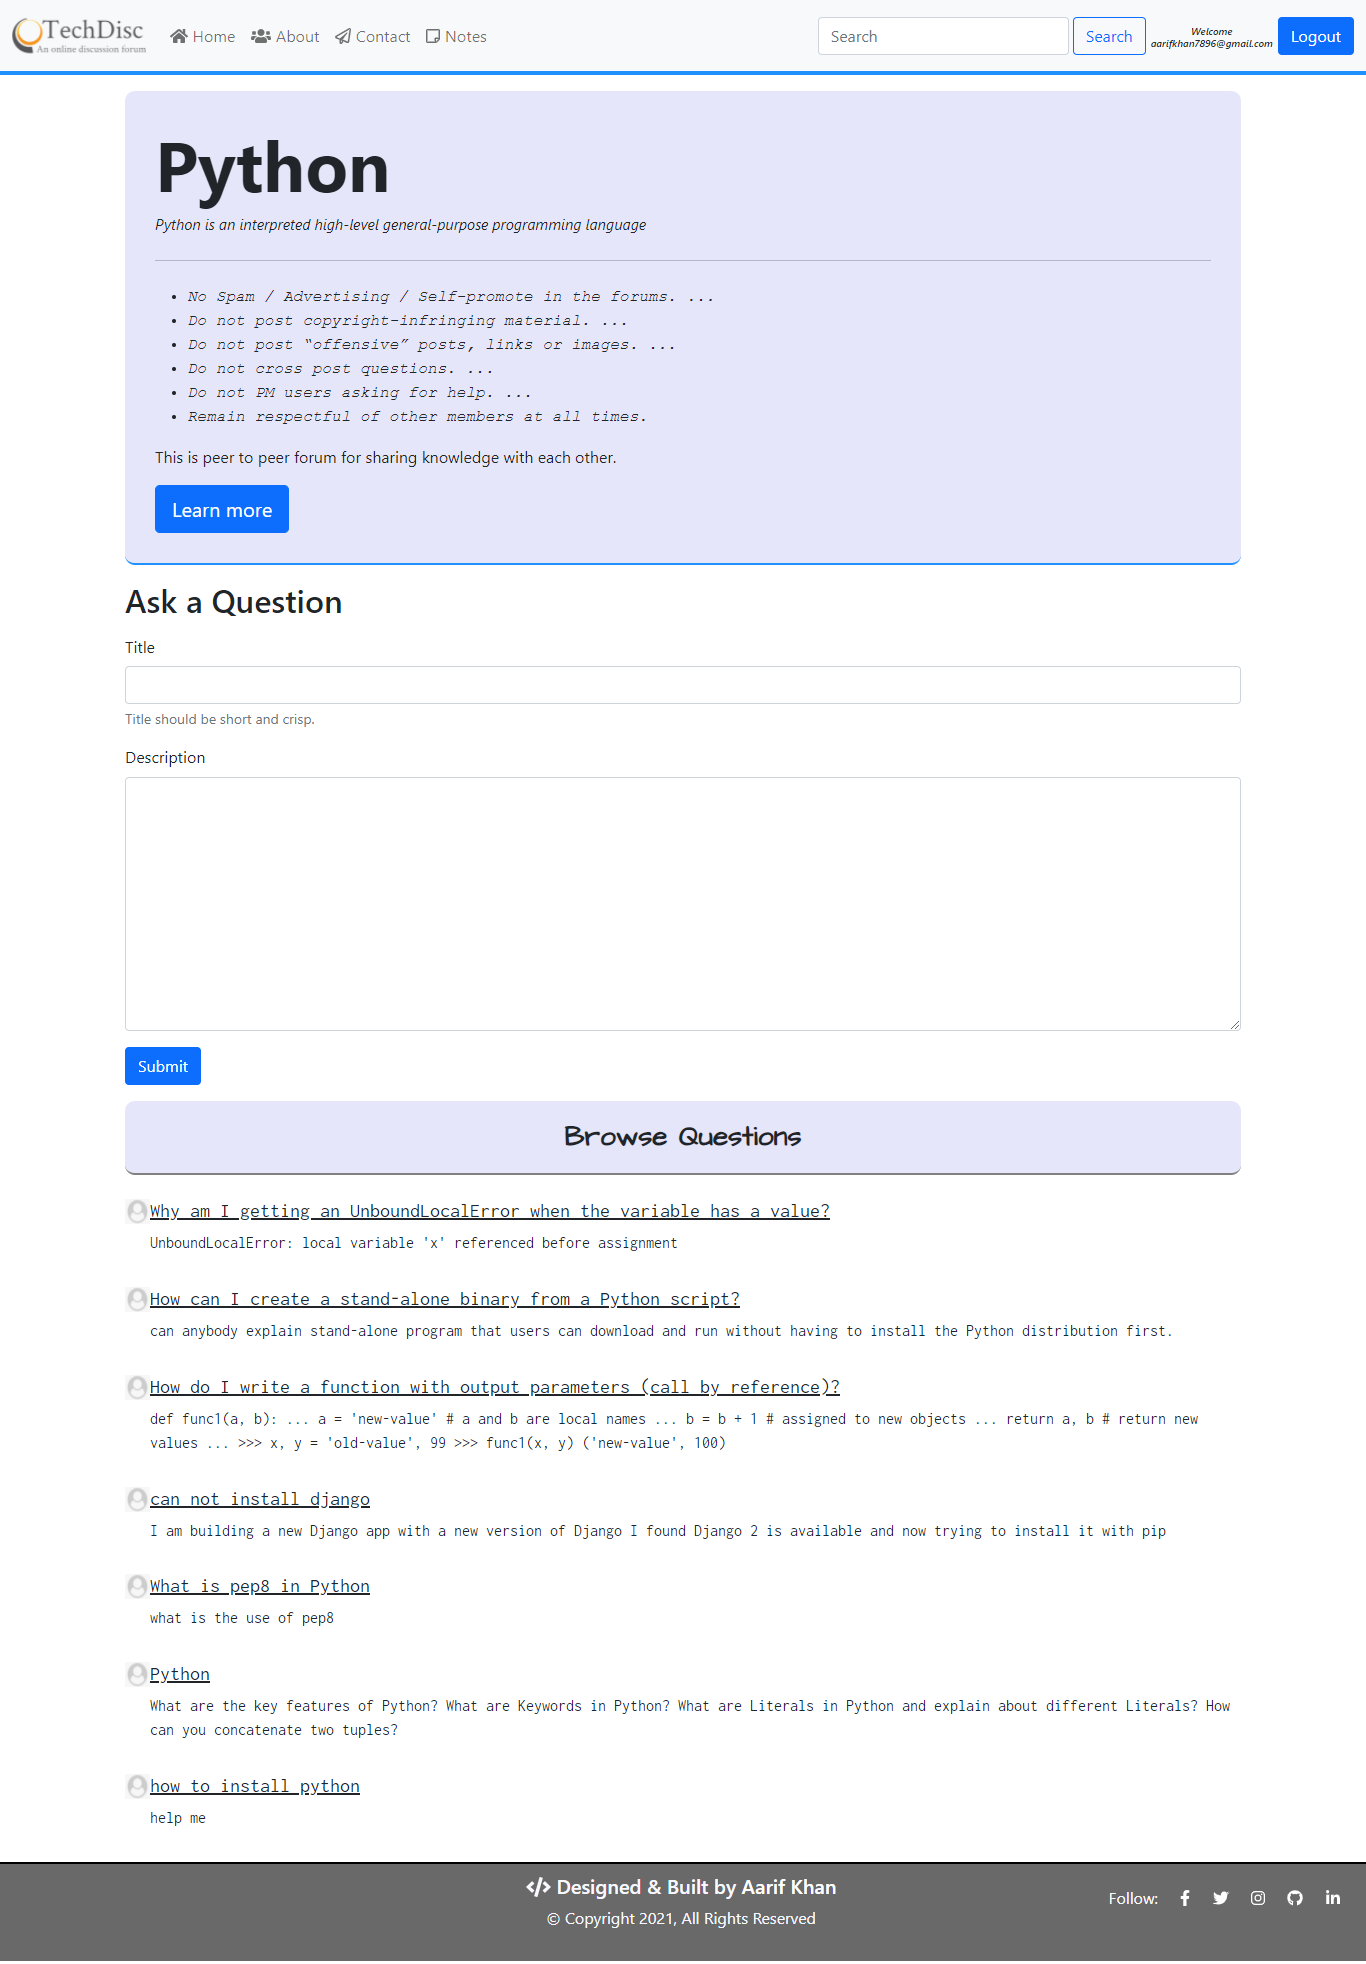 TechDisc
An online discussion forum
Home
About
Contact
Notes
Search
Search
Welcome
aarifkhan7896@gmail.com
Logout
Python
Python is an interpreted high-level general-purpose programming language
• No Spam / Advertising / Self-promote in the forums. ...
• Do not post copyright-infringing material. ...
• Do not post “offensive” posts, links or images. ...
• Do not cross post questions. ...
• Do not PM users asking for help. ...
• Remain respectful of other members at all times.
This is peer to peer forum for sharing knowledge with each other.
Learn more
Ask a Question
Title
Title should be short and crisp.
Description
Submit
Browse Questions
Why am I getting an UnboundLocalError when the variable has a value?
UnboundLocalError: local variable 'x' referenced before assignment
How can I create a stand-alone binary from a Python script?
can anybody explain stand-alone program that users can download and run without having to install the Python distribution first.
How do I write a function with output parameters (call by reference)?
def func1(a, b): ... a = 'new-value' # a and b are local names ... b = b + 1 # assigned to new objects ... return a, b # return new
values ... >>> x, y = 'old-value', 99 >>> func1(x, y) ('new-value', 100)
can not install django
I am building a new Django app with a new version of Django I found Django 2 is available and now trying to install it with pip
What is pep8 in Python
what is the use of pep8
Python
What are the key features of Python? What are Keywords in Python? What are Literals in Python and explain about different Literals? How
can you concatenate two tuples?
how to install python
help me
</> Designed & Built by Aarif Khan
© Copyright 2021, All Rights Reserved
Follow: